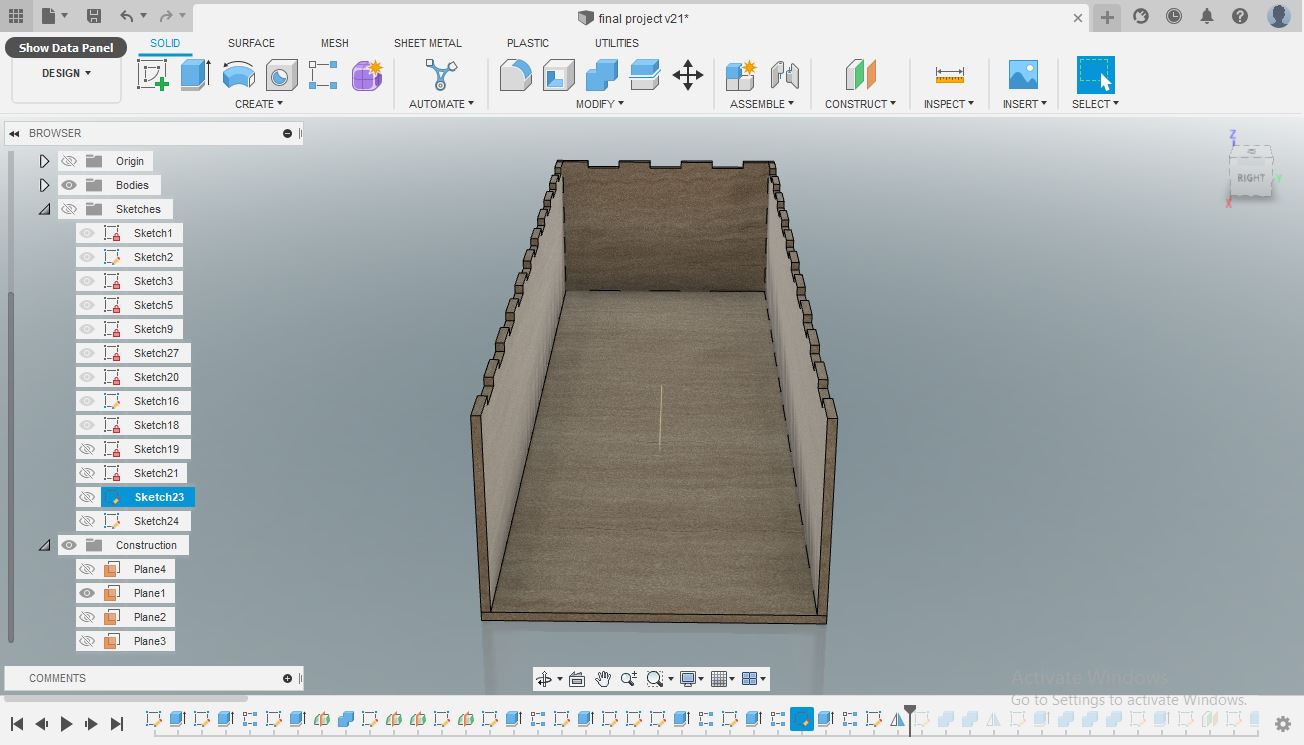 final project v21*
Show Data Panel
SOLID SURFACE MESH SHEET METAL PLASTIC UTILITIES
DESIGN
CREATE AUTOMATE MODIFY ASSEMBLE CONSTRUCT INSPECT INSERT SELECT
BROWSER
Origin
Bodies
Sketches
Sketch1
Sketch2
Sketch3
Sketch5
Sketch9
Sketch27
Sketch20
Sketch16
Sketch18
Sketch19
Sketch21
Sketch23
Sketch24
Construction
Plane4
Plane1
Plane2
Plane3
COMMENTS
Z
RIGHT
Y
X
Activate Windows
Go to Settings to activate Windows.